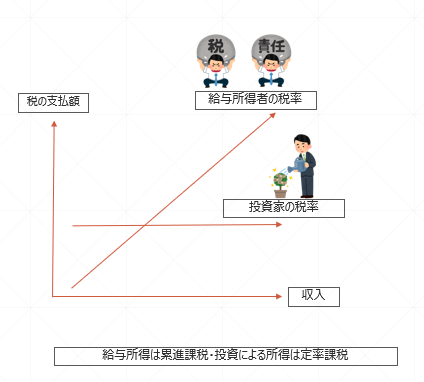 税
責任
税の支払額
給与所得者の税率
投資家の税率
収入
給与所得は累進課税・投資による所得は定率課税